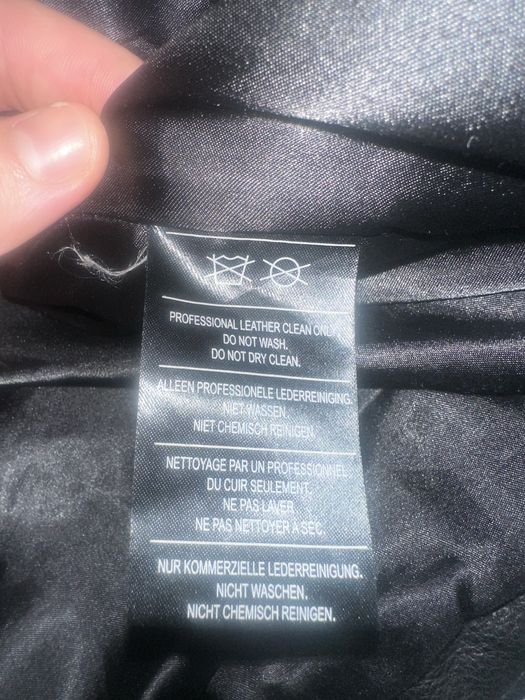 PROFESSIONAL LEATHER CLEAN ONLY.
DO NOT WASH.
DO NOT DRY CLEAN.
ALLEEN PROFESSIONELE LEDERREINIGING.
NIET WASSEN.
NIET CHEMISCH REINIGEN.
NETTOYAGE PAR UN PROFESSIONNEL
DU CUIR SEULEMENT.
NE PAS LAVER
NE PAS NETTOYER A SEC.
NUR KOMMERZIELLE LEDERREINIGUNG.
NICHT WASCHEN.
NICHT CHEMISCH REINIGEN.